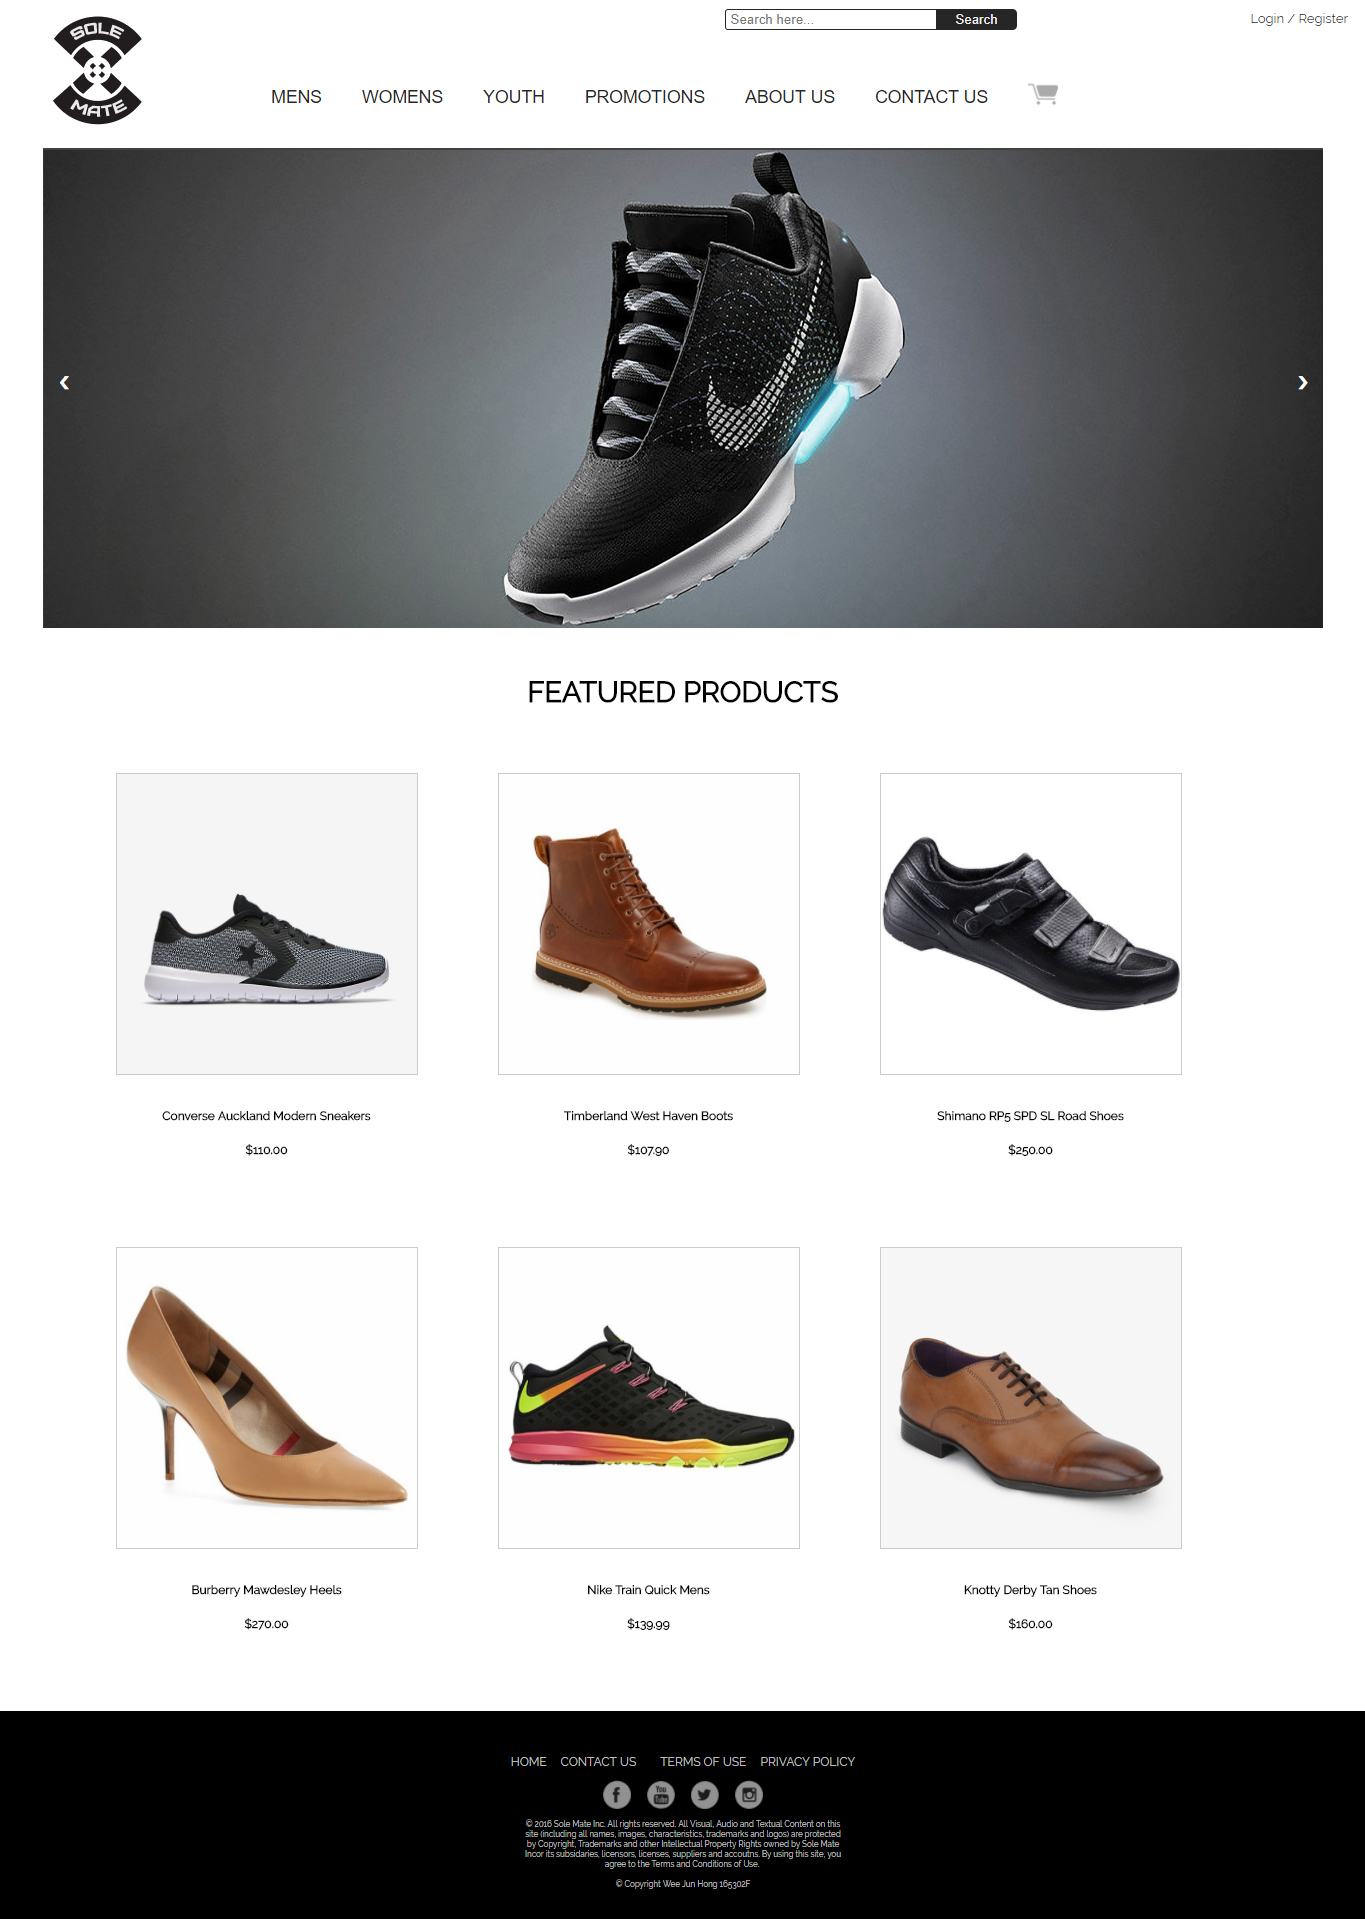 SOLE
MATE
Search here...
Search
Login / Register
MENS
WOMENS
YOUTH
PROMOTIONS
ABOUT US
CONTACT US
FEATURED PRODUCTS
Converse Auckland Modern Sneakers
$110.00
Timberland West Haven Boots
$107.90
Shimano RP5 SPD SL Road Shoes
$250.00
Burberry Mawdesley Heels
$270.00
Nike Train Quick Mens
$139.99
Knotty Derby Tan Shoes
$160.00
HOME
CONTACT US
TERMS OF USE
PRIVACY POLICY
You
Tube
© 2016 Sole Mate Inc. All rights reserved. All Visual, Audio and Textual Content on this
site (including all names, images, characteristics, trademarks and logos) are protected
by Copyright, Trademarks and other Intellectual Property Rights owned by Sole Mate
Incor its subsidaries, licensors, licenses, suppliers and accoutns. By using this site, you
agree to the Terms and Conditions of Use.
© Copyright Wee Jun Hong 165302F